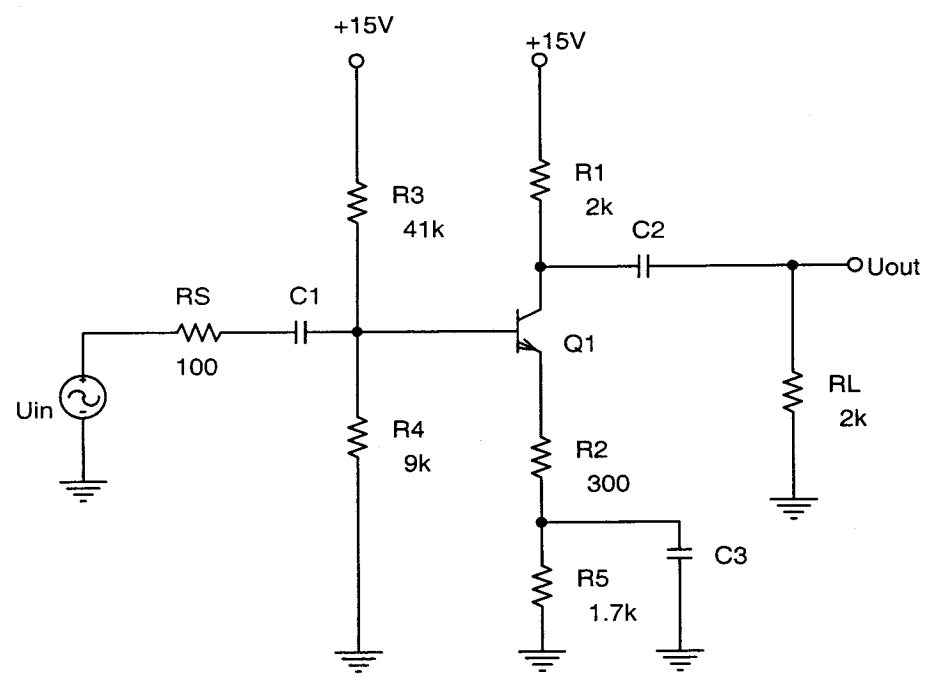 +15V
+15V
R3
41k
R1
2k
C2
Uout
RS
100
C1
Q1
Uin
R4
9k
R2
300
RL
2k
C3
R5
1.7k